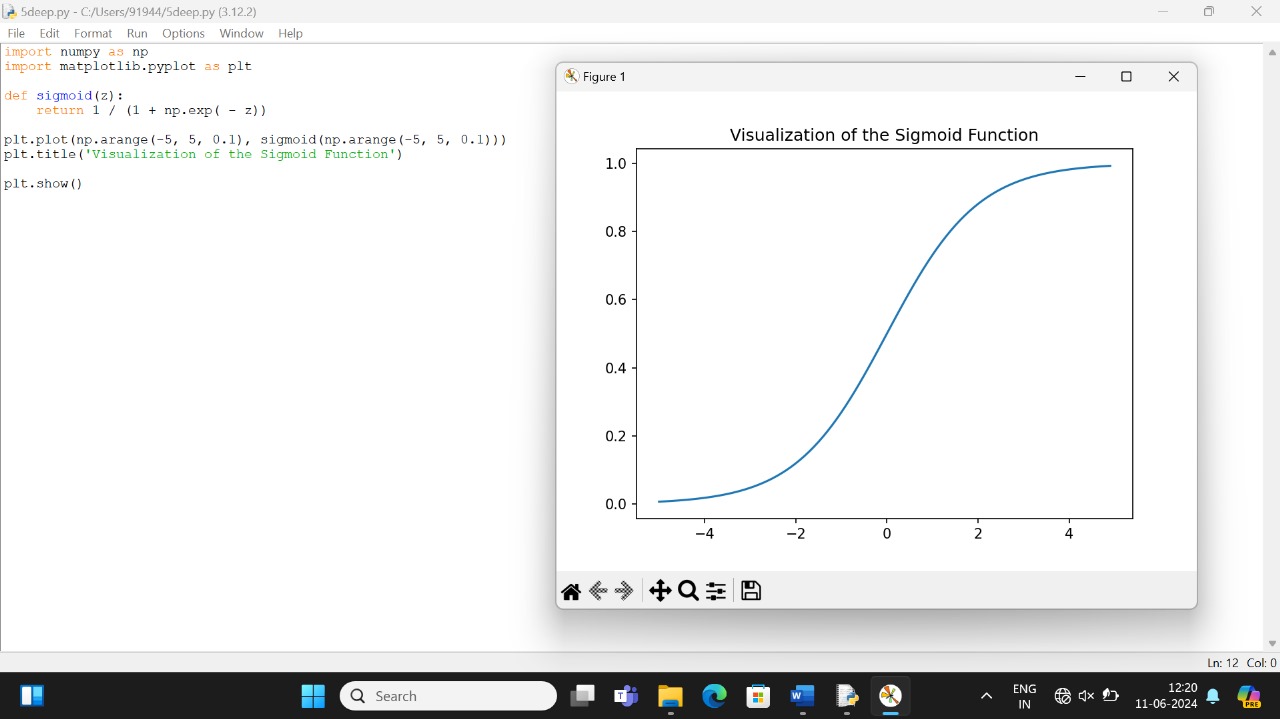 5deep.py - C:/Users/91944/5deep.py (3.12.2)
File Edit Format Run Options Window Help
import numpy as np
import matplotlib.pyplot as plt
def sigmoid(z):
    return 1 / (1 + np.exp( - z))
plt.plot(np.arange(-5, 5, 0.1), sigmoid(np.arange(-5, 5, 0.1)))
plt.title('Visualization of the Sigmoid Function')
plt.show()
Figure 1
Visualization of the Sigmoid Function
1.0
0.8
0.6
0.4
0.2
0.0
−4 −2 0 2 4
Ln: 12 Col: 0
Search
T
W
ENG
IN
12:20
11-06-2024
PRE